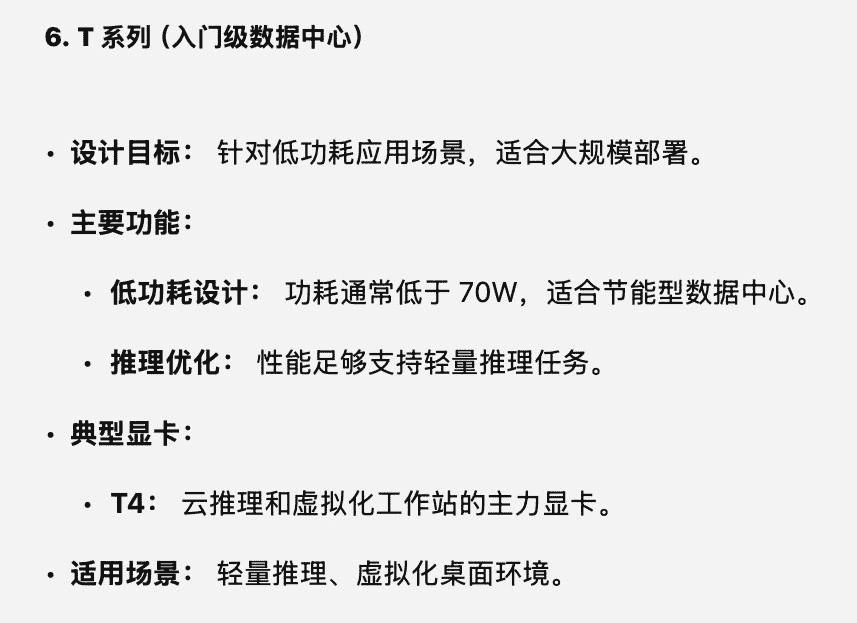 6. T 系列（入门级数据中心）
• 设计目标： 针对低功耗应用场景，适合大规模部署。
• 主要功能：
• 低功耗设计： 功耗通常低于 70W，适合节能型数据中心。
• 推理优化： 性能足够支持轻量推理任务。
• 典型显卡：
• T4： 云推理和虚拟化工作站的主力显卡。
• 适用场景： 轻量推理、虚拟化桌面环境。